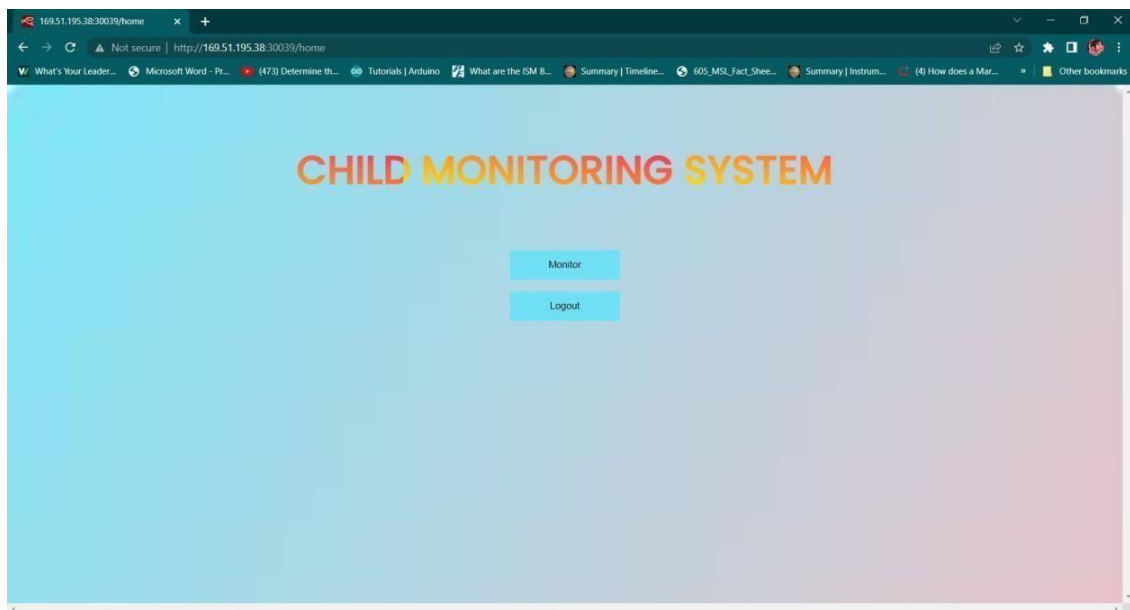 169.51.195.38:30039/home
Not secure | http://169.51.195.38:30039/home
What's Your Leader... Microsoft Word - Pr... (473) Determine th... Tutorials | Arduino What are the ISM B... Summary | Timeline... 605_MSL_Fact_Shee... Summary | Instrum... (4) How does a Mar... » Other bookmarks
CHILD MONITORING SYSTEM
Monitor
Logout